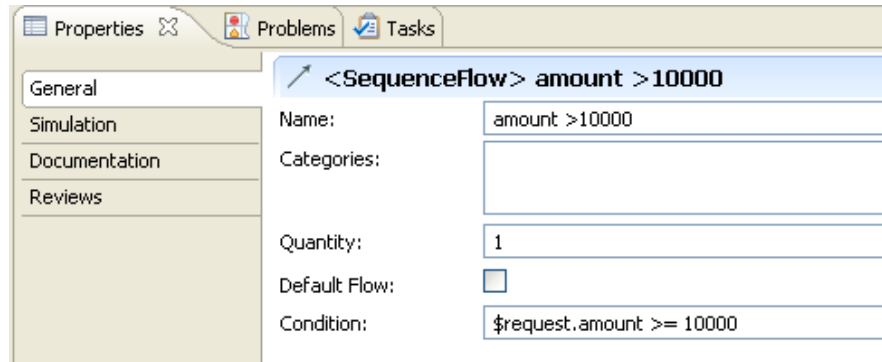 Properties Problems Tasks
General
Simulation
Documentation
Reviews
<SequenceFlow> amount >10000
Name: amount >10000
Categories:
Quantity: 1
Default Flow:
Condition: $request.amount >= 10000